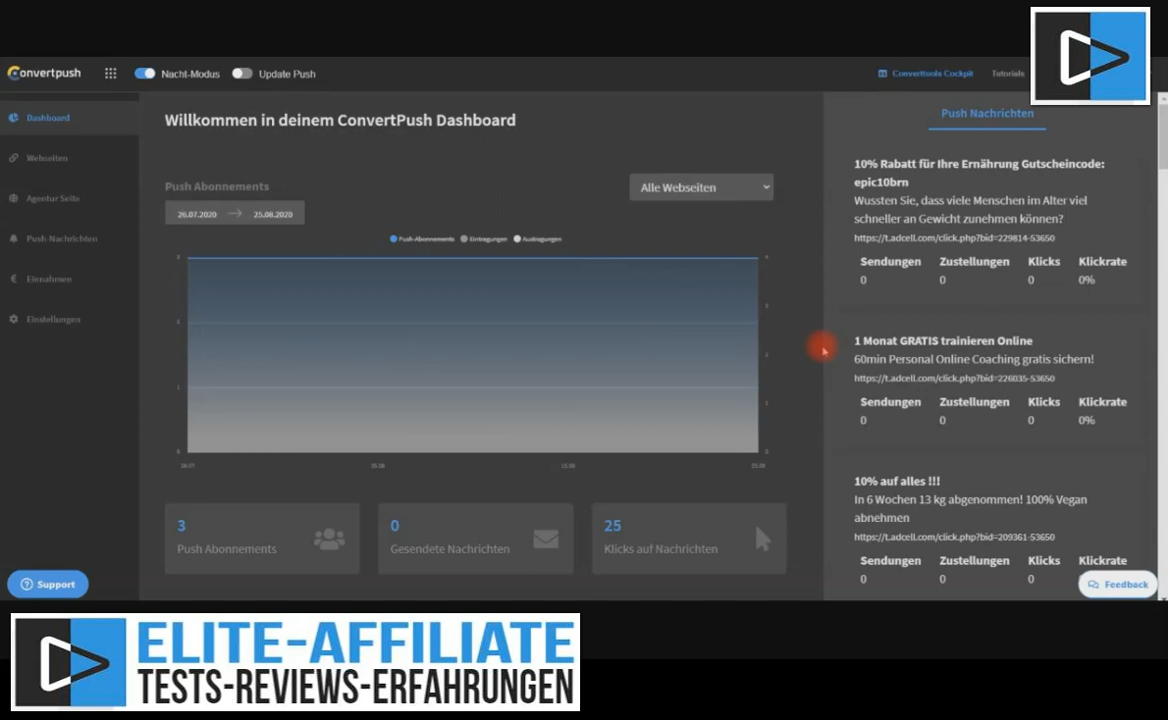 Convertpush
Nacht-Modus
Update Push
Converttools Cockpit
Tutorials
Dashboard
Webseiten
Agentur Seite
Push Nachrichten
Einnahmen
Einstellungen
Support
Willkommen in deinem ConvertPush Dashboard
Push Abonnements
Alle Webseiten
26.07.2020
25.08.2020
Push-Abonnements
Eintragungen
Austragungen
3
Push Abonnements
0
Gesendete Nachrichten
25
Klicks auf Nachrichten
Push Nachrichten
10% Rabatt für Ihre Ernährung Gutscheincode:
epic10brn
Wussten Sie, dass viele Menschen im Alter viel
schneller an Gewicht zunehmen können?
https://t.adcell.com/click.php?bid=229814-53650
Sendungen Zustellungen Klicks Klickrate
0 0 0 0%
1 Monat GRATIS trainieren Online
60min Personal Online Coaching gratis sichern!
https://t.adcell.com/click.php?bid=226035-53650
Sendungen Zustellungen Klicks Klickrate
0 0 0 0%
10% auf alles !!!
In 6 Wochen 13 kg abgenommen! 100% Vegan
abnehmen
https://t.adcell.com/click.php?bid=209361-53650
Sendungen Zustellungen Klicks Klickrate
0 0 0
Feedback
ELITE-AFFILIATE
TESTS-REVIEWS-ERFAHRUNGEN